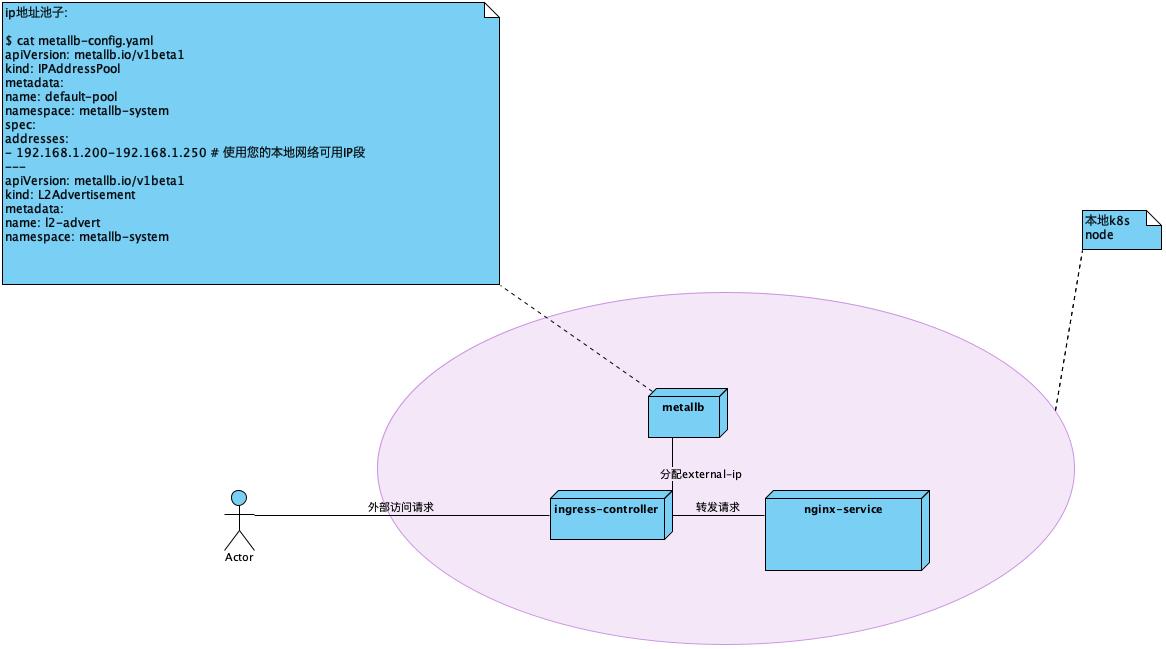 ip地址池子:
$ cat metallb-config.yaml
apiVersion: metallb.io/v1beta1
kind: IPAddressPool
metadata:
name: default-pool
namespace: metallb-system
spec:
addresses:
- 192.168.1.200-192.168.1.250 # 使用您的本地网络可用IP段
---
apiVersion: metallb.io/v1beta1
kind: L2Advertisement
metadata:
name: l2-advert
namespace: metallb-system
本地k8s
node
metallb
分配external-ip
外部访问请求
ingress-controller
转发请求
nginx-service
Actor